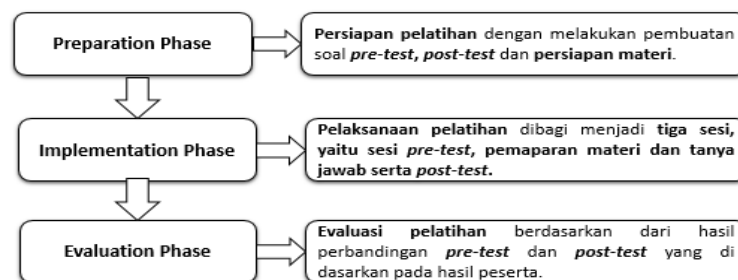 Preparation Phase
Persiapan pelatihan dengan melakukan pembuatan
soal pre-test, post-test dan persiapan materi.
Implementation Phase
Pelaksanaan pelatihan dibagi menjadi tiga sesi,
yaitu sesi pre-test, pemaparan materi dan tanya
jawab serta post-test.
Evaluation Phase
Evaluasi pelatihan berdasarkan dari hasil
perbandingan pre-test dan post-test yang di
dasarkan pada hasil peserta.